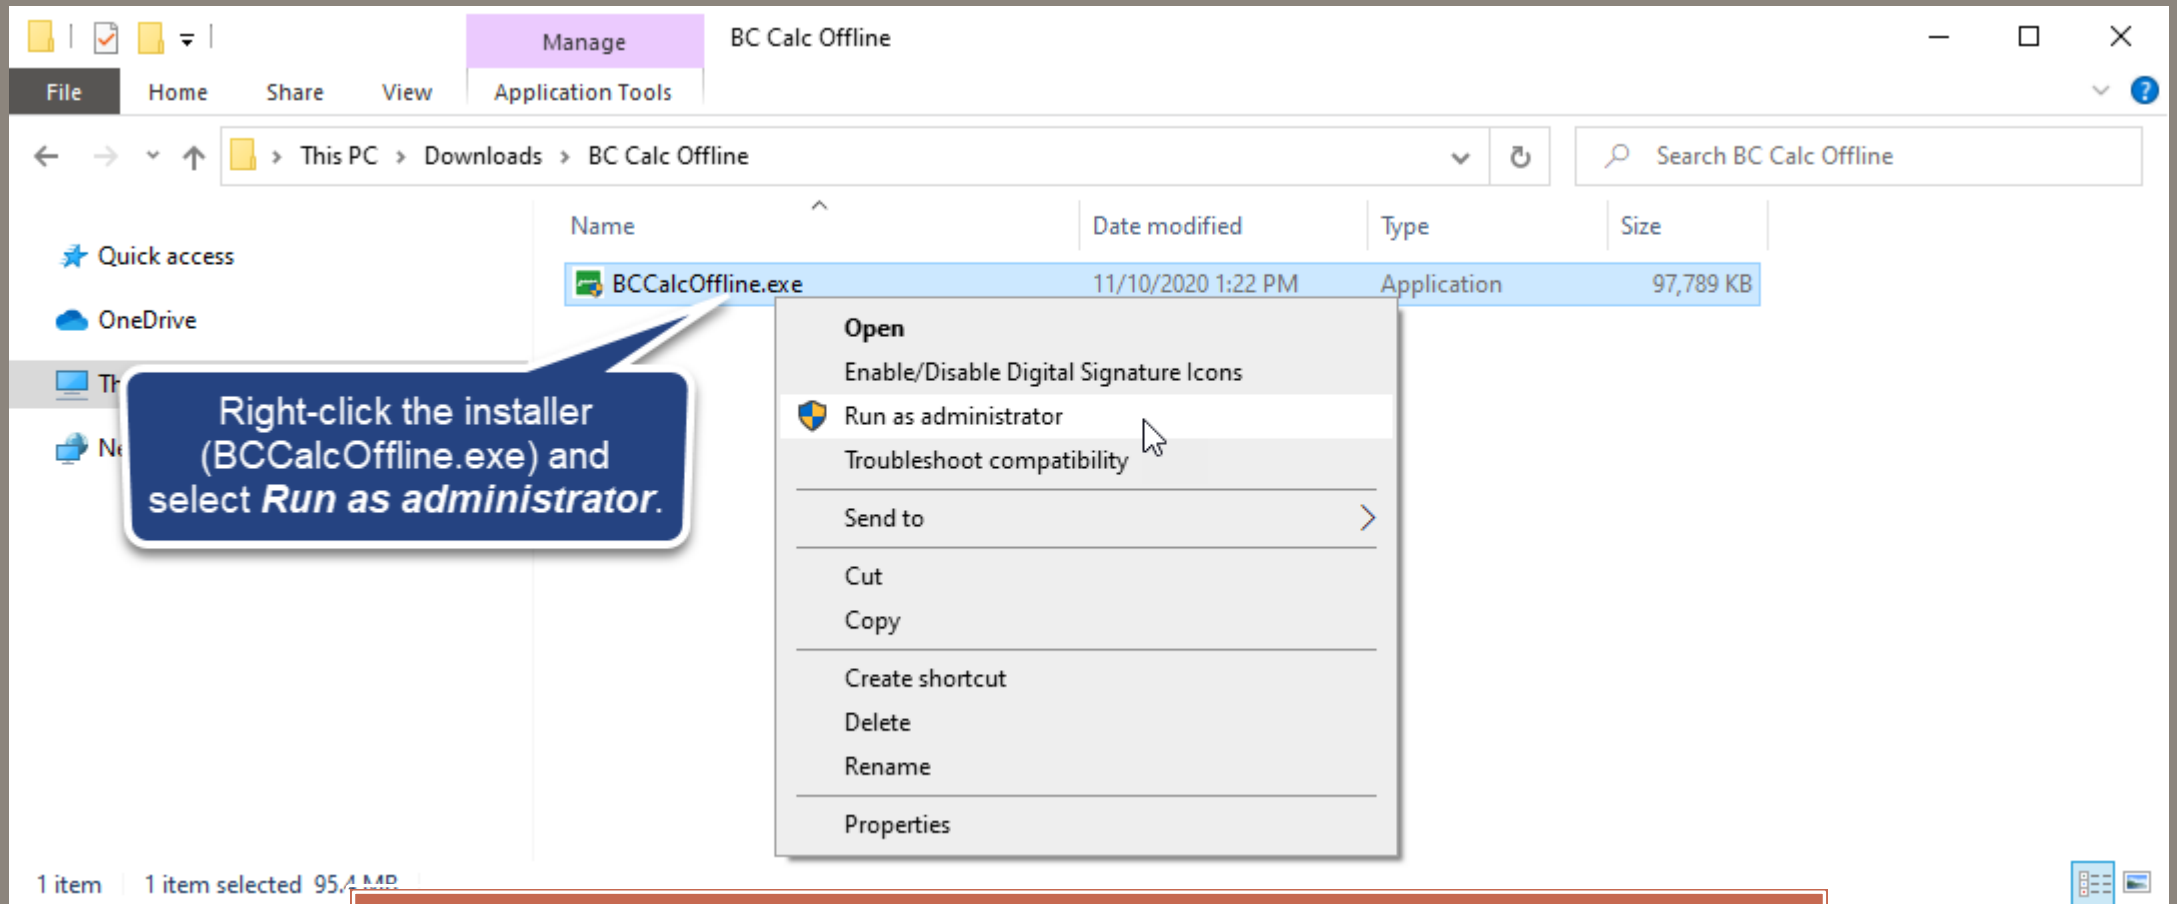 Manage
BC Calc Offline
File
Home
Share
View
Application Tools
This PC
Downloads
BC Calc Offline
Search BC Calc Offline
Name
Date modified
Type
Size
Quick access
OneDrive
BCCalcOffline.exe
11/10/2020 1:22 PM
Application
97,789 KB
Right-click the installer
(BCCalcOffline.exe) and
select Run as administrator.
Open
Enable/Disable Digital Signature Icons
Run as administrator
Troubleshoot compatibility
Send to
Cut
Copy
Create shortcut
Delete
Rename
Properties
1 item
1 item selected 95.4 MB